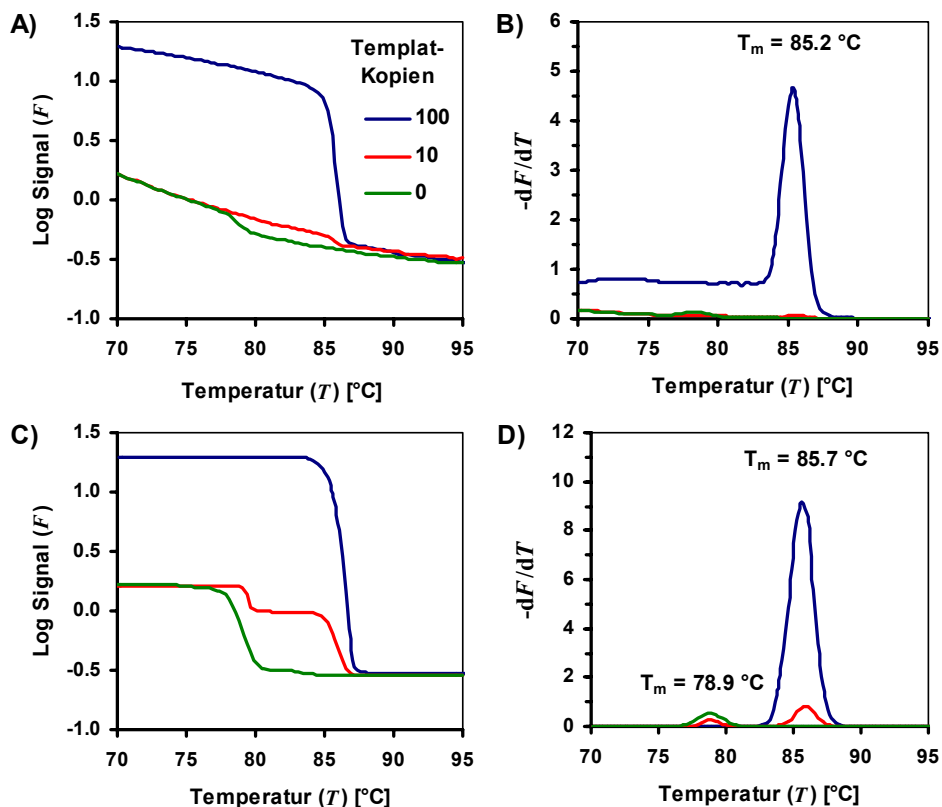 A)
Log Signal (F)
1.5
1.0
0.5
0.0
-0.5
-1.0
70 75 80 85 90 95
Temperatur (T) [°C]
Templat-
Kopien
100
10
0
B)
-dF/dT
6
5
4
3
2
1
0
70 75 80 85 90 95
Temperatur (T) [°C]
Tm = 85.2 °C
C)
Log Signal (F)
1.5
1.0
0.5
0.0
-0.5
-1.0
70 75 80 85 90 95
Temperatur (T) [°C]
D)
-dF/dT
12
10
8
6
4
2
0
70 75 80 85 90 95
Temperatur (T) [°C]
Tm = 85.7 °C
Tm = 78.9 °C